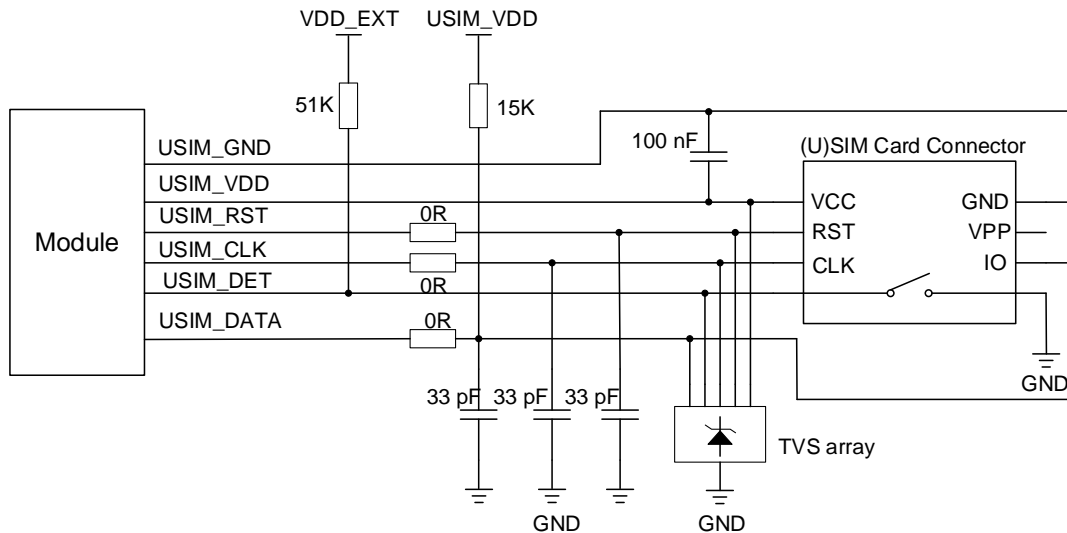 VDD_EXT USIM_VDD
51K 15K
100 nF (U)SIM Card Connector
USIM_GND
USIM_VDD VCC GND
USIM_RST 0R RST VPP
Module
USIM_CLK CLK IO
USIM_DET 0R
USIM_DATA 0R
GND
33 pF 33 pF 33 pF
TVS array
GND GND